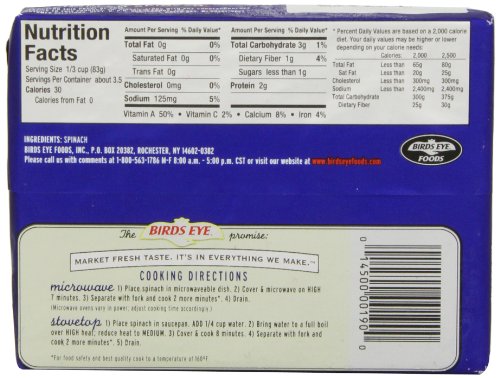 Nutrition
Facts
Serving Size 1/3 cup (83g)
Servings Per Container about 3.5
Calories 30
Calories from Fat 0
Amount Per Serving % Daily Value*
Total Fat 0g 0%
Saturated Fat 0g 0%
Trans Fat 0g
Cholesterol 0mg 0%
Sodium 125mg 5%
Amount Per Serving % Daily Value*
Total Carbohydrate 3g 1%
Dietary Fiber 1g 4%
Sugars less than 1g
Protein 2g
Vitamin A 50% • Vitamin C 2% • Calcium 8% • Iron 4%
* Percent Daily Values are based on a 2,000 calorie
diet. Your daily values may be higher or lower
depending on your calorie needs:
Calories: 2,000 2,500
Total Fat Less than 65g 80g
Sat Fat Less than 20g 25g
Cholesterol Less than 300mg 300mg
Sodium Less than 2,400mg 2,400mg
Total Carbohydrate 300g 375g
Dietary Fiber 25g 30g
INGREDIENTS: SPINACH
BIRDS EYE FOODS, INC., P.O. BOX 20382, ROCHESTER, NY 14602-0382
Please call us with comments at 1-800-563-1786 M-F 8:00 a.m. - 5:00 p.m. CST or visit our website at www.birdseyefoods.com
BIRDS EYE
FOODS
The BIRDS EYE promise:
MARKET FRESH TASTE. IT'S IN EVERYTHING WE MAKE.™
COOKING DIRECTIONS
microwave 1) Place spinach in microwaveable dish. 2) Cover & microwave on HIGH
7 minutes. 3) Separate with fork and cook 2 more minutes*. 4) Drain.
(Microwave ovens vary in power, adjust cooking time accordingly.)
stovetop 1) Place spinach in saucepan. ADD 1/4 cup water. 2) Bring water to a full boil
over HIGH heat, reduce heat to MEDIUM. 3) Cover & cook 8 minutes. 4) Separate with
fork and cook 2 more minutes*. 5) Drain.
*For food safety and best quality cook to a temperature of 160°F.
0 14500 00190 0